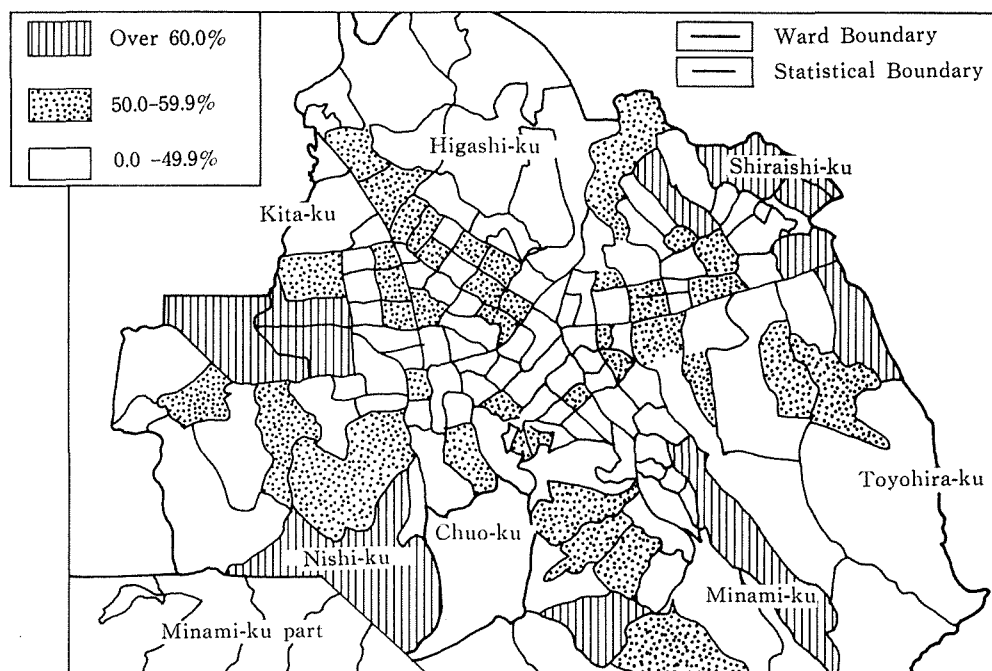 Over 60.0%
50.0-59.9%
0.0 -49.9%
Ward Boundary
Statistical Boundary
Higashi-ku
Shiraishi-ku
Kita-ku
Toyohira-ku
Chuo-ku
Nishi-ku
Minami-ku
Minami-ku part